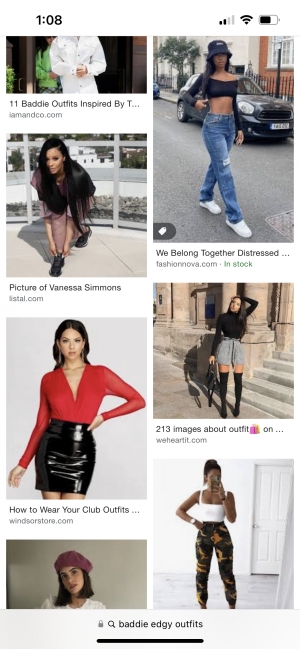 1:08
11 Baddie Outfits Inspired By T...
iamandco.com
Picture of Vanessa Simmons
listal.com
How to Wear Your Club Outfits ...
windsorstore.com
We Belong Together Distressed ...
fashionnova.com · In stock
213 images about outfit🛍️ on ...
weheartit.com
baddie edgy outfits